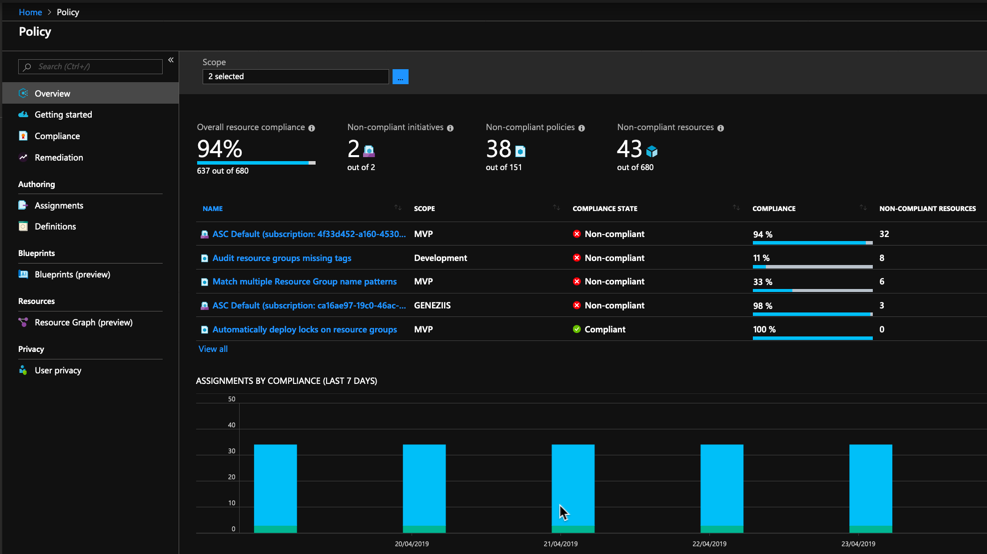 Home > Policy
Policy
Search (Ctrl+/)
«
Overview
Getting started
Compliance
Remediation
Authoring
Assignments
Definitions
Blueprints
Blueprints (preview)
Resources
Resource Graph (preview)
Privacy
User privacy
Scope
2 selected
...
Overall resource compliance
94%
637 out of 680
Non-compliant initiatives
2
out of 2
Non-compliant policies
38
out of 151
Non-compliant resources
43
out of 680
NAME SCOPE COMPLIANCE STATE COMPLIANCE NON-COMPLIANT RESOURCES
ASC Default (subscription: 4f33d452-a160-4530... MVP Non-compliant 94 % 32
Audit resource groups missing tags Development Non-compliant 11 % 8
Match multiple Resource Group name patterns MVP Non-compliant 33 % 6
ASC Default (subscription: ca16ae97-19c0-46ac-... GENEZIIS Non-compliant 98 % 3
Automatically deploy locks on resource groups MVP Compliant 100 % 0
View all
ASSIGNMENTS BY COMPLIANCE (LAST 7 DAYS)
50
40
30
20
10
0
20/04/2019 21/04/2019 22/04/2019 23/04/2019